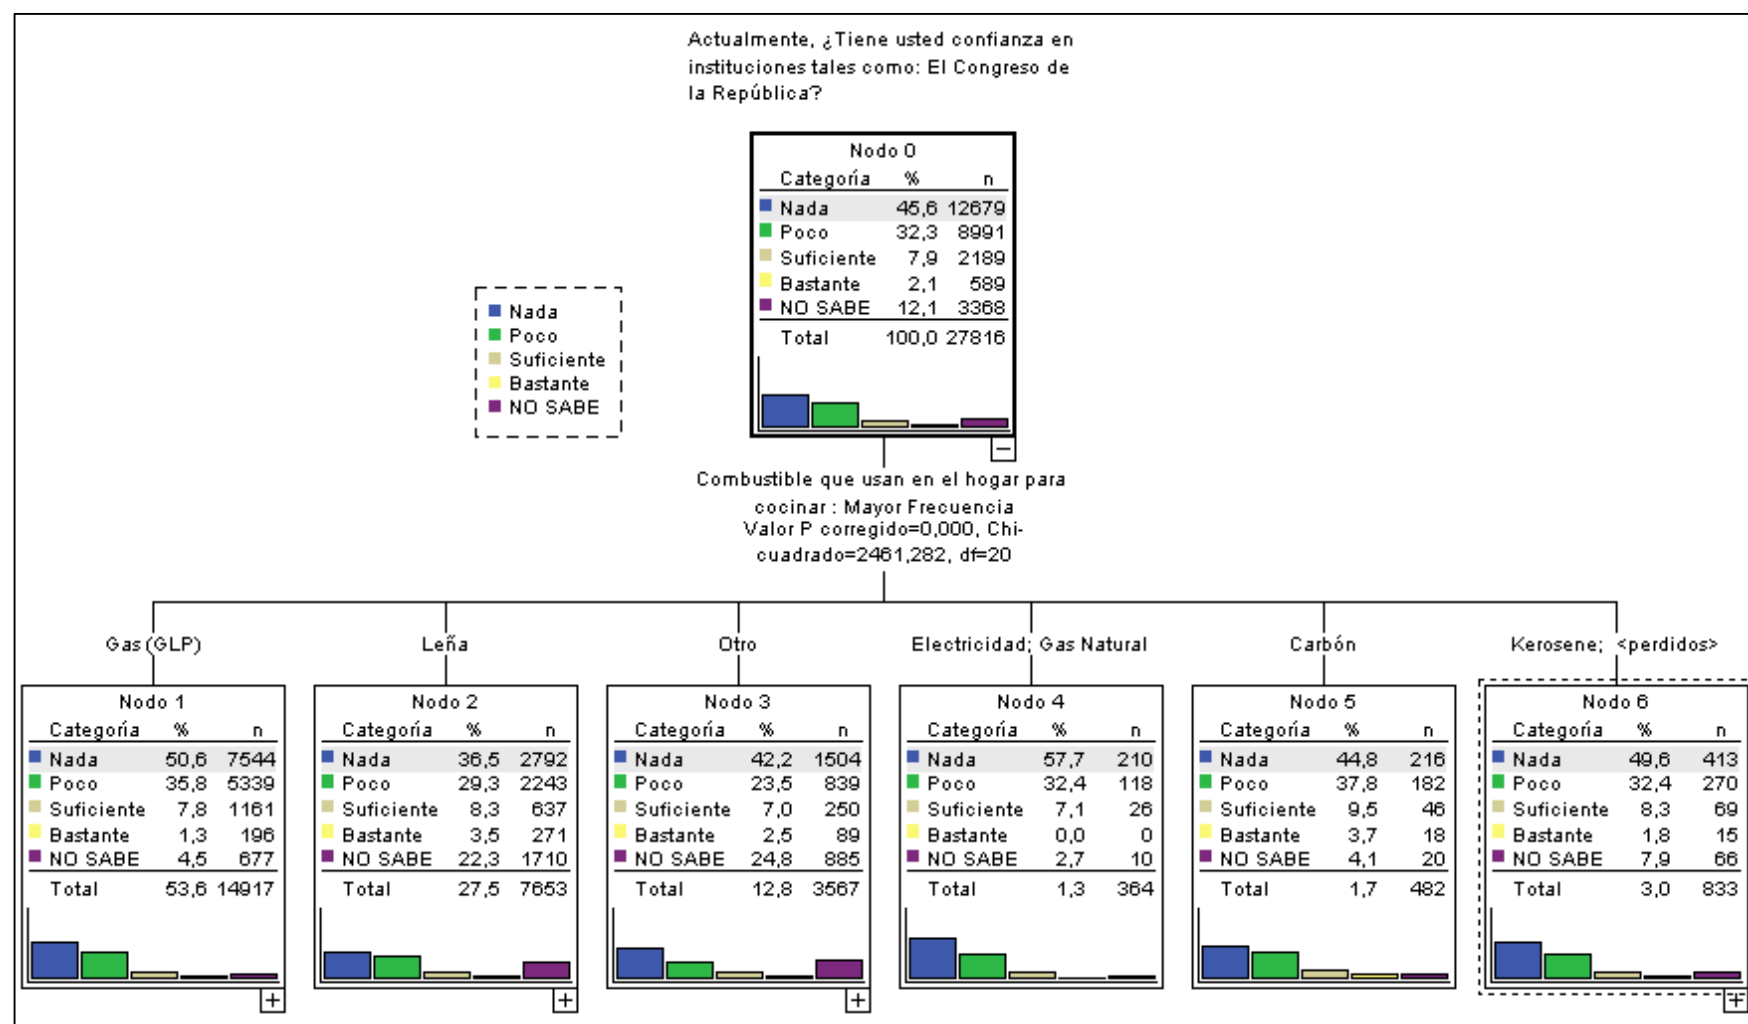 Actualmente, ¿Tiene usted confianza en
instituciones tales como: El Congreso de
la República?
Nodo 0
Categoría % n
Nada 45,6 12679
Poco 32,3 8991
Suficiente 7,9 2189
Bastante 2,1 589
NO SABE 12,1 3368
Total 100,0 27816
Nada
Poco
Suficiente
Bastante
NO SABE
Combustible que usan en el hogar para
cocinar : Mayor Frecuencia
Valor P corregido=0,000, Chi-
cuadrado=2461,282, df=20
Gas (GLP)
Nodo 1
Categoría % n
Nada 50,6 7544
Poco 35,8 5339
Suficiente 7,8 1161
Bastante 1,3 196
NO SABE 4,5 677
Total 53,6 14917
Leña
Nodo 2
Categoría % n
Nada 36,5 2792
Poco 29,3 2243
Suficiente 8,3 637
Bastante 3,5 271
NO SABE 22,3 1710
Total 27,5 7653
Otro
Nodo 3
Categoría % n
Nada 42,2 1504
Poco 23,5 839
Suficiente 7,0 250
Bastante 2,5 89
NO SABE 24,8 885
Total 12,8 3567
Electricidad; Gas Natural
Nodo 4
Categoría % n
Nada 57,7 210
Poco 32,4 118
Suficiente 7,1 26
Bastante 0,0 0
NO SABE 2,7 10
Total 1,3 364
Carbón
Nodo 5
Categoría % n
Nada 44,8 216
Poco 37,8 182
Suficiente 9,5 46
Bastante 3,7 18
NO SABE 4,1 20
Total 1,7 482
Kerosene; <perdidos>
Nodo 6
Categoría % n
Nada 49,6 413
Poco 32,4 270
Suficiente 8,3 69
Bastante 1,8 15
NO SABE 7,9 66
Total 3,0 833